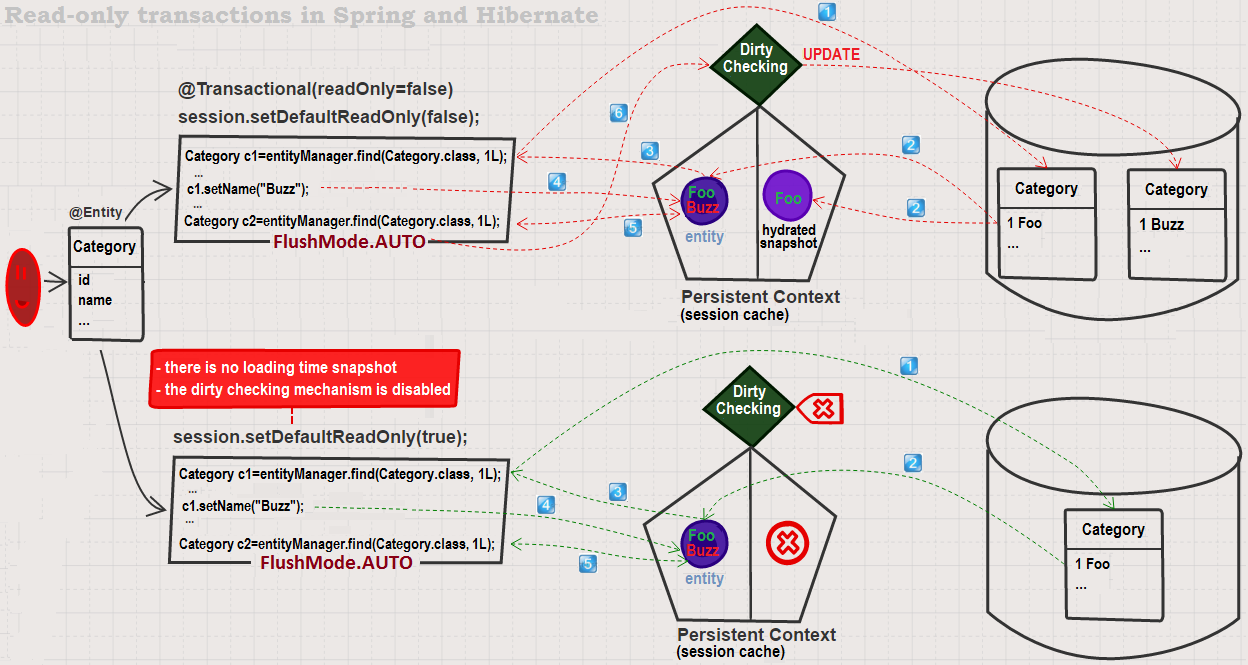 Read-only transactions in Spring and Hibernate
1
Dirty
Checking
UPDATE
@Transactional(readOnly=false)
session.setDefaultReadOnly(false);
6
Category c1=entityManager.find(Category.class, 1L);
...
c1.setName("Buzz");
...
Category c2=entityManager.find(Category.class, 1L);
FlushMode.AUTO
3
4
5
2
2
Foo
Buzz
entity
Foo
hydrated
snapshot
Persistent Context
(session cache)
Category
1 Foo
...
Category
1 Buzz
...
@Entity
Category
id
name
...
- there is no loading time snapshot
- the dirty checking mechanism is disabled
session.setDefaultReadOnly(true);
Category c1=entityManager.find(Category.class, 1L);
...
c1.setName("Buzz");
...
Category c2=entityManager.find(Category.class, 1L);
FlushMode.AUTO
Dirty
Checking
1
2
3
4
5
Foo
Buzz
entity
Persistent Context
(session cache)
Category
1 Foo
...